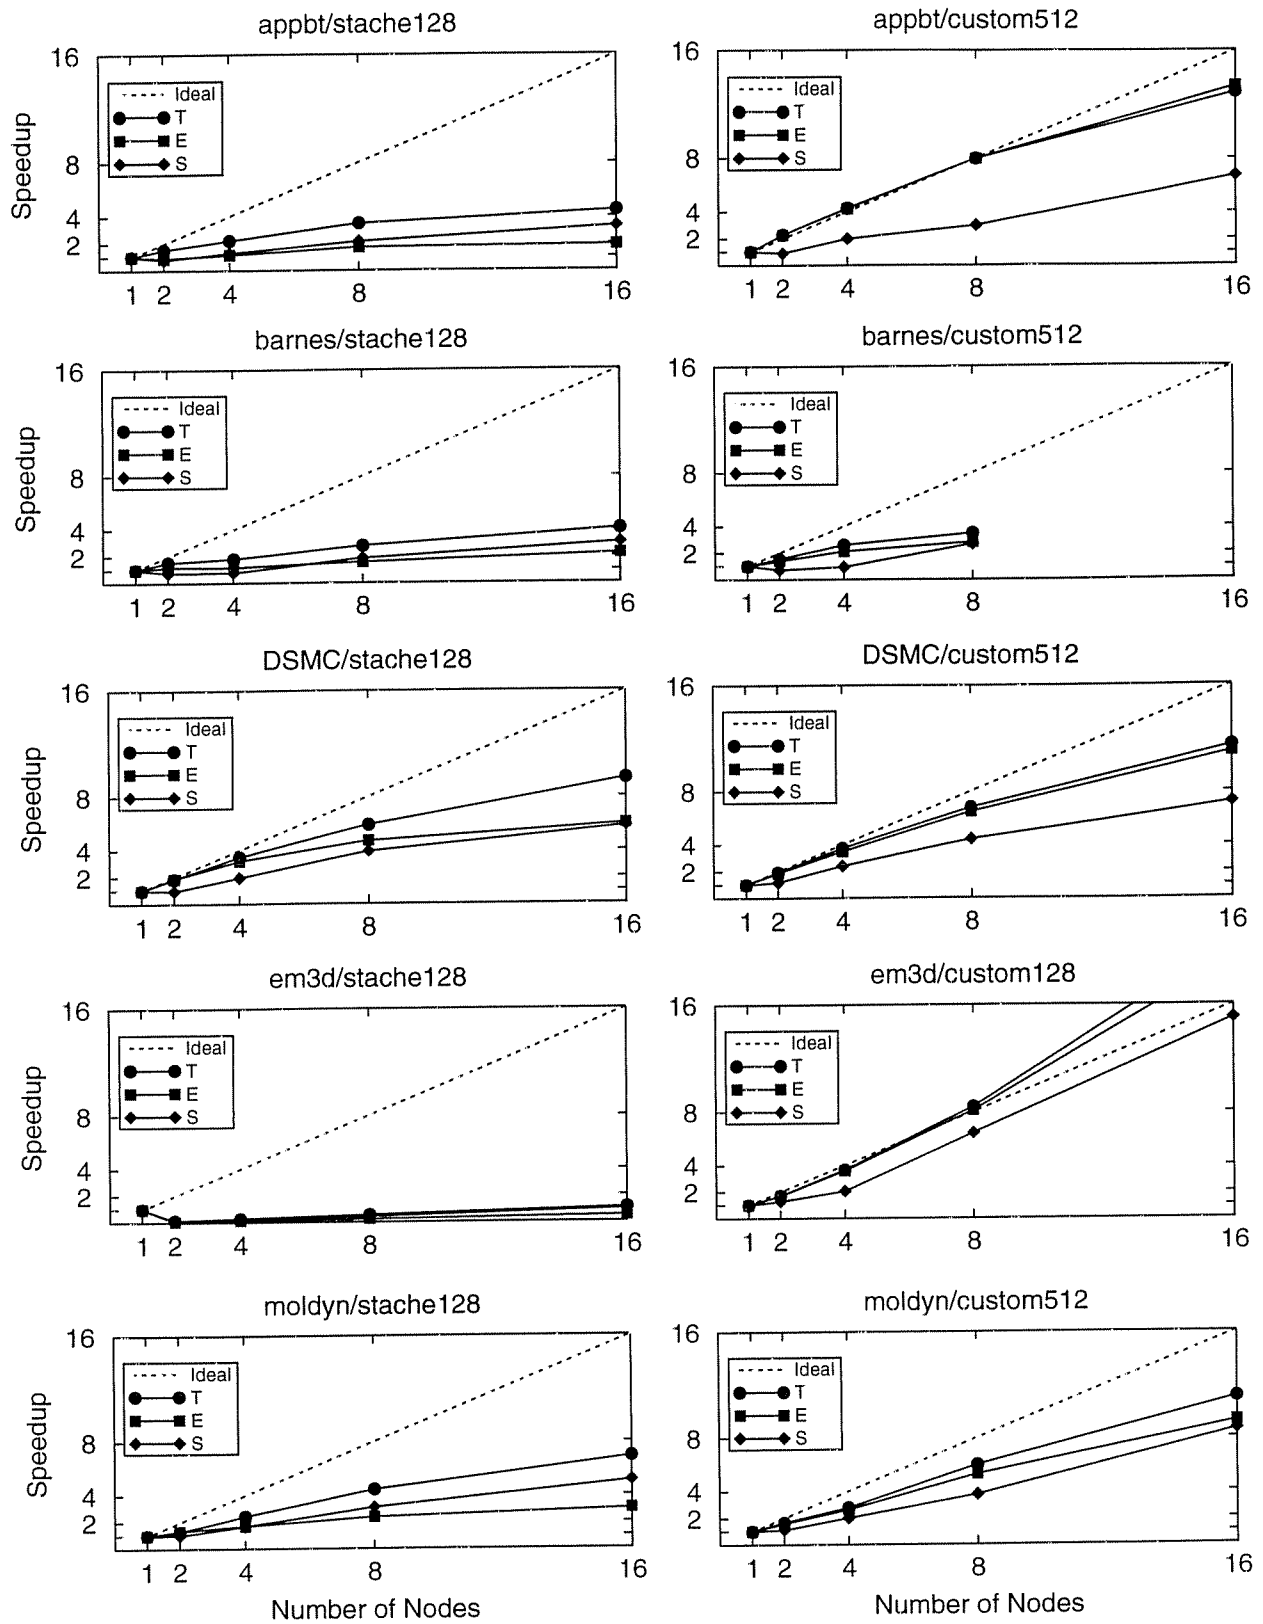 appbt/stache128
Speedup
16
8
4
2
Ideal
T
E
S
1 2 4 8 16
appbt/custom512
16
8
4
2
Ideal
T
E
S
1 2 4 8 16
barnes/stache128
Speedup
16
8
4
2
Ideal
T
E
S
1 2 4 8 16
barnes/custom512
16
8
4
2
Ideal
T
E
S
1 2 4 8 16
DSMC/stache128
Speedup
16
8
4
2
Ideal
T
E
S
1 2 4 8 16
DSMC/custom512
16
8
4
2
Ideal
T
E
S
1 2 4 8 16
em3d/stache128
Speedup
16
8
4
2
Ideal
T
E
S
1 2 4 8 16
em3d/custom128
16
8
4
2
Ideal
T
E
S
1 2 4 8 16
moldyn/stache128
Speedup
16
8
4
2
Ideal
T
E
S
1 2 4 8 16
Number of Nodes
moldyn/custom512
16
8
4
2
Ideal
T
E
S
1 2 4 8 16
Number of Nodes